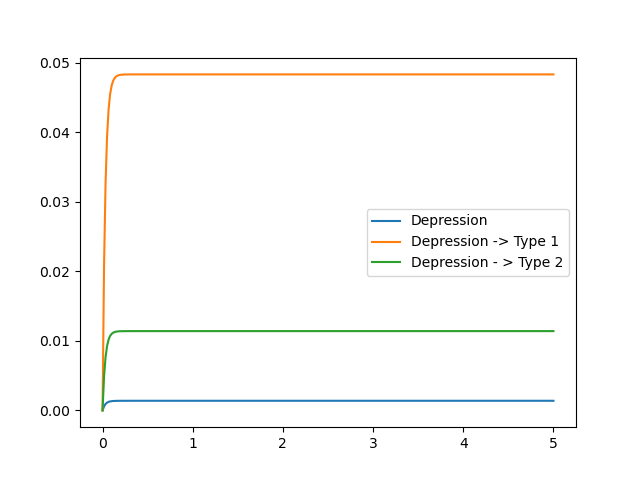 0.05
0.04
0.03
0.02
0.01
0.00
0 1 2 3 4 5
Depression
Depression -> Type 1
Depression - > Type 2